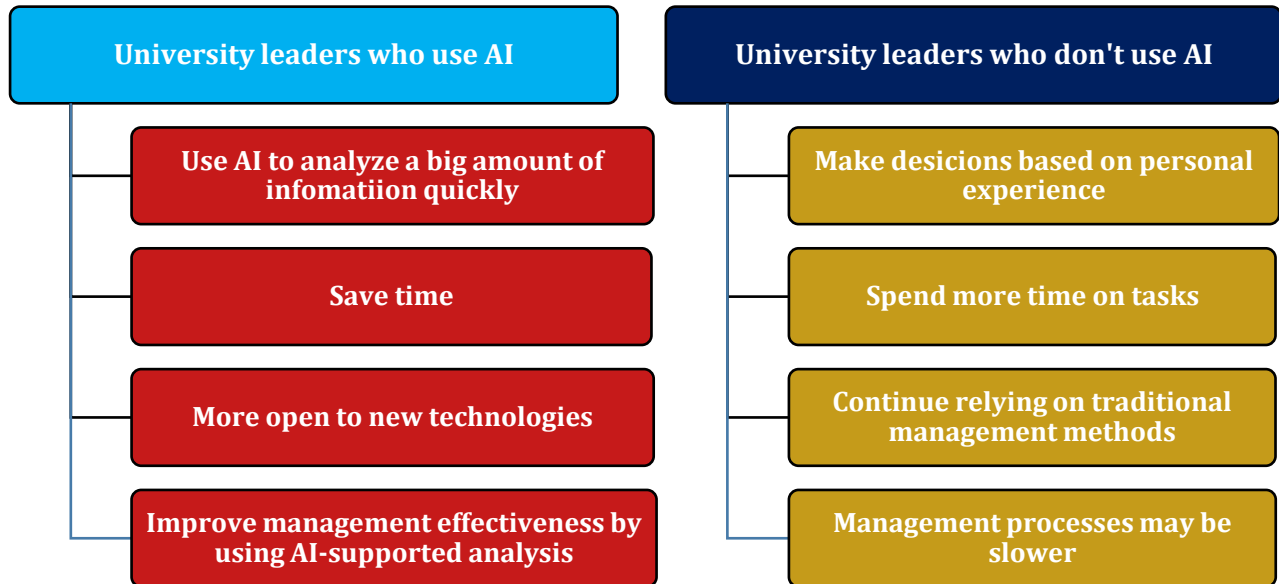 University leaders who use AI
Use AI to analyze a big amount of
infomatiion quickly
Save time
More open to new technologies
Improve management effectiveness by
using AI-supported analysis
University leaders who don't use AI
Make desicions based on personal
experience
Spend more time on tasks
Continue relying on traditional
management methods
Management processes may be
slower